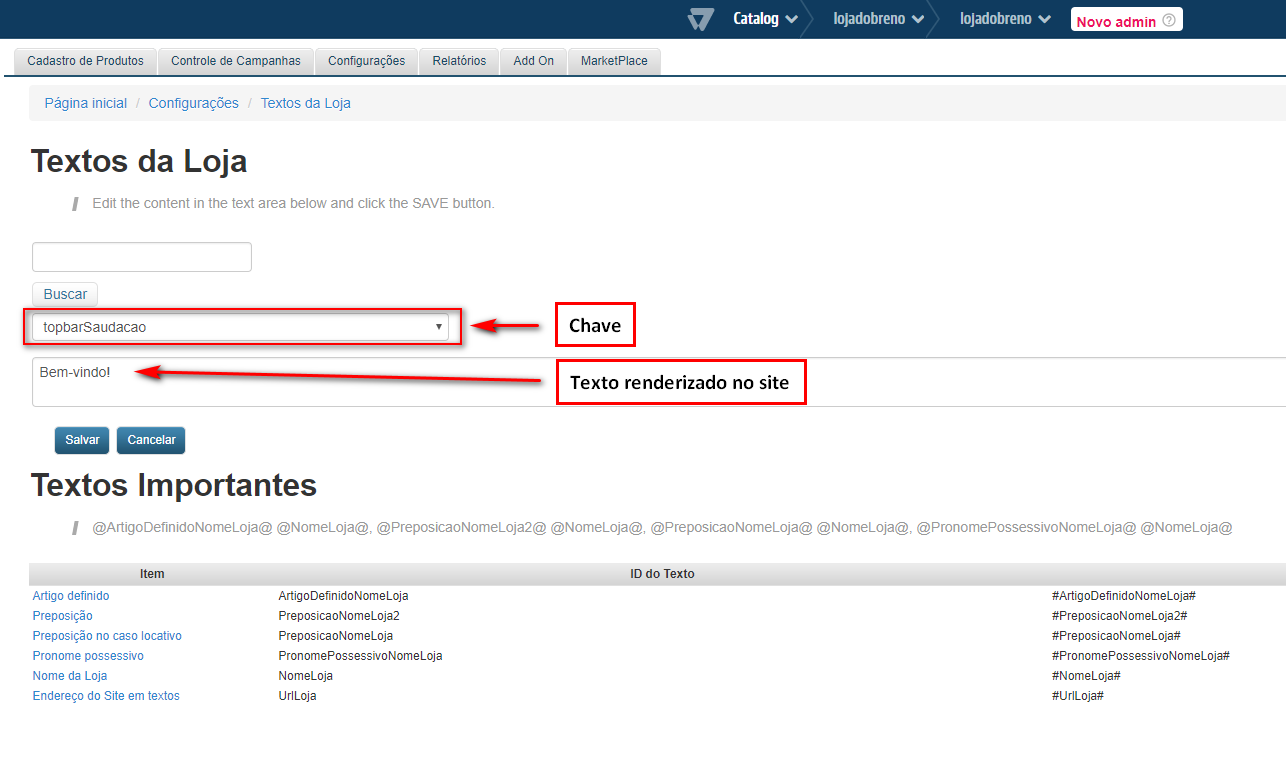 Catalog lojadobreno lojadobreno Novo admin
Cadastro de Produtos Controle de Campanhas Configurações Relatórios Add On MarketPlace
Página inicial / Configurações / Textos da Loja
Textos da Loja
Edit the content in the text area below and click the SAVE button.
Buscar
topbarSaudacao
Chave
Bem-vindo!
Texto renderizado no site
Salvar Cancelar
Textos Importantes
@ArtigoDefinidoNomeLoja@ @NomeLoja@, @PreposicaoNomeLoja2@ @NomeLoja@, @PreposicaoNomeLoja@ @NomeLoja@, @PronomePossessivoNomeLoja@ @NomeLoja@
Item ID do Texto
Artigo definido ArtigoDefinidoNomeLoja #ArtigoDefinidoNomeLoja#
Preposição PreposicaoNomeLoja2 #PreposicaoNomeLoja2#
Preposição no caso locativo PreposicaoNomeLoja #PreposicaoNomeLoja#
Pronome possessivo PronomePossessivoNomeLoja #PronomePossessivoNomeLoja#
Nome da Loja NomeLoja #NomeLoja#
Endereço do Site em textos UrlLoja #UrlLoja#